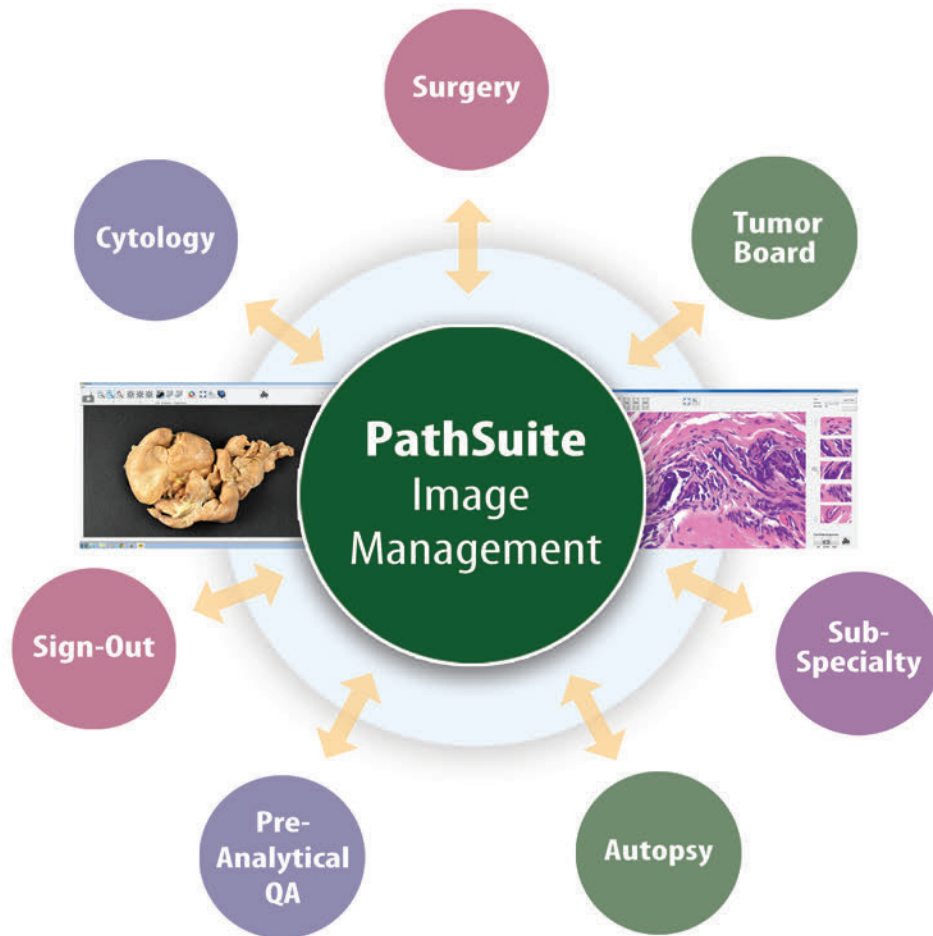 Surgery
Cytology
Tumor
Board
PathSuite
Image
Management
Sign-Out
Sub-
Specialty
Pre-
Analytical
QA
Autopsy